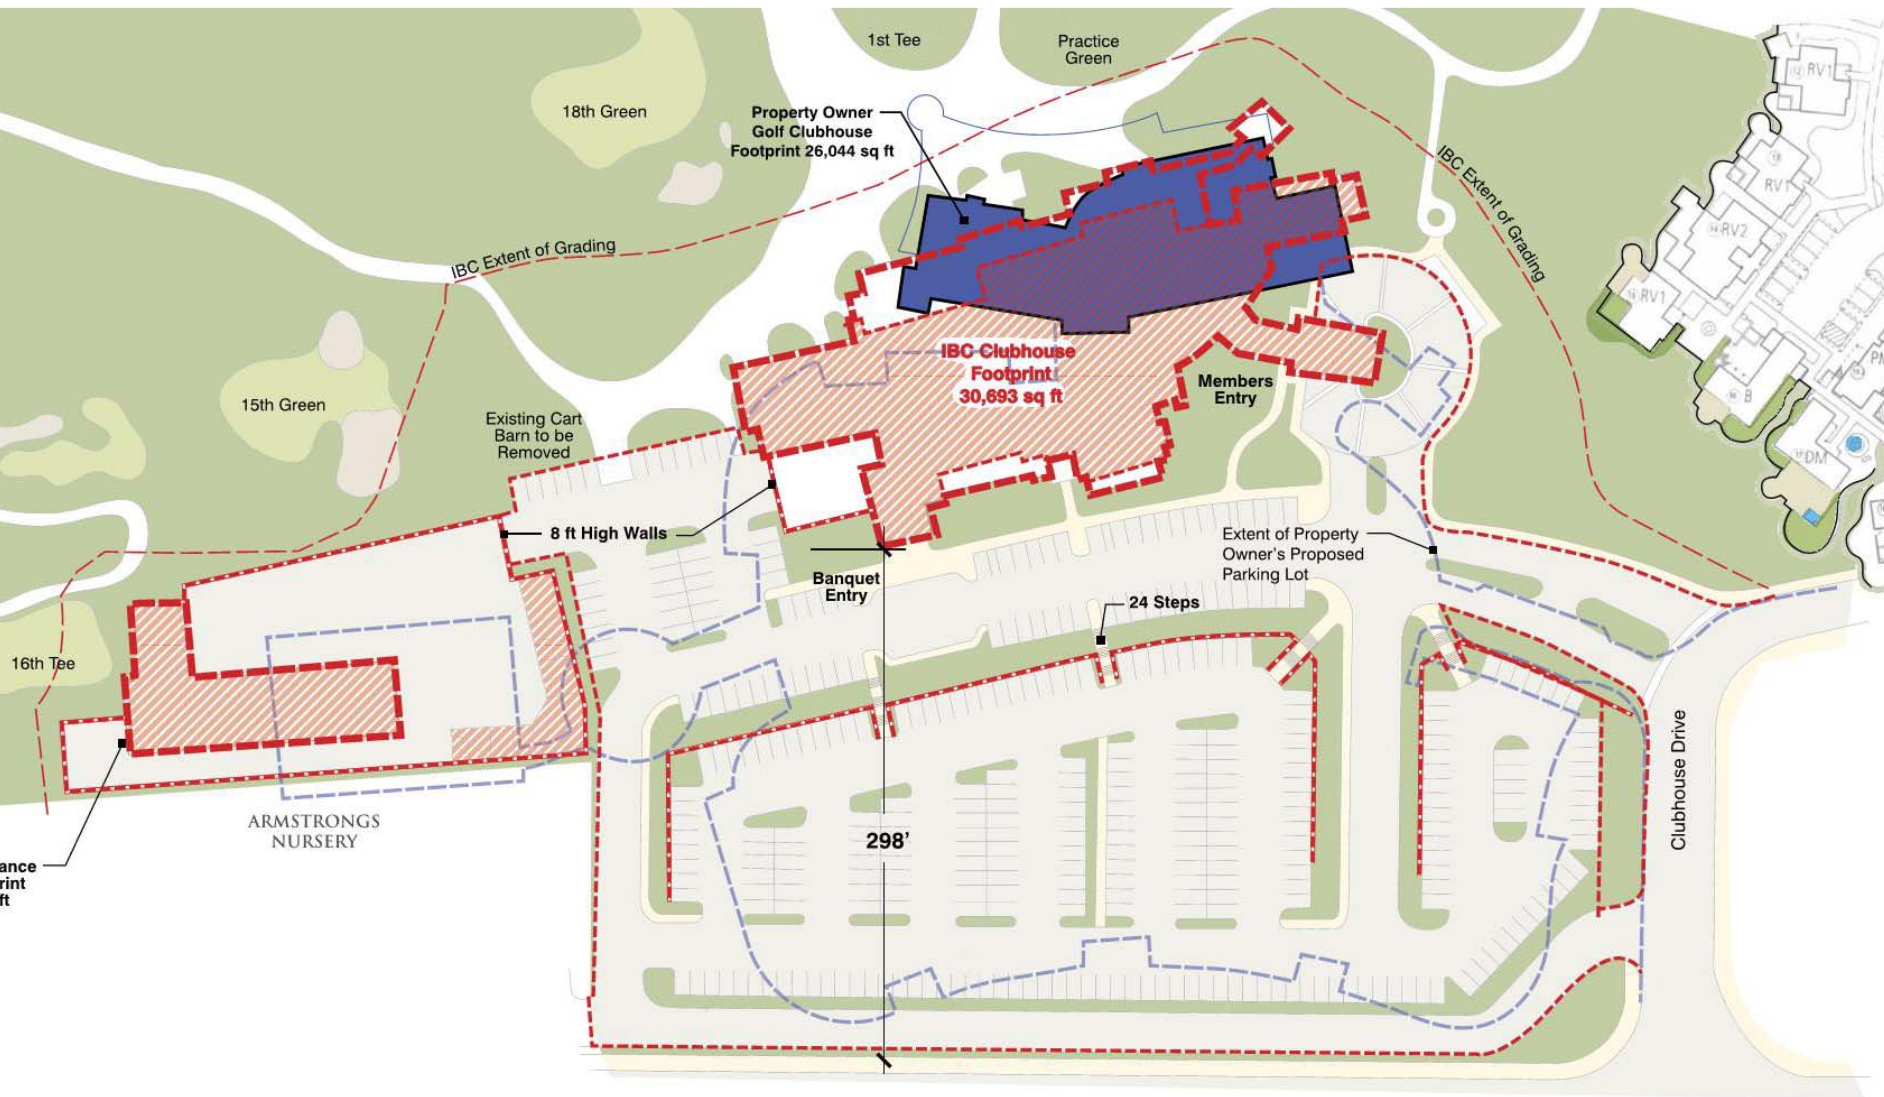 1st Tee
Practice
Green
18th Green
Property Owner
Golf Clubhouse
Footprint 26,044 sq ft
IBC Extent of Grading
IBC Extent of Grading
RV1
RV1
RV2
RV1
B
DM
IBC Clubhouse
Footprint
30,693 sq ft
Members
Entry
15th Green
Existing Cart
Barn to be
Removed
8 ft High Walls
Extent of Property
Owner's Proposed
Parking Lot
Banquet
Entry
24 Steps
16th Tee
Clubhouse Drive
ARMSTRONGS
NURSERY
298'
ance
rint
ft